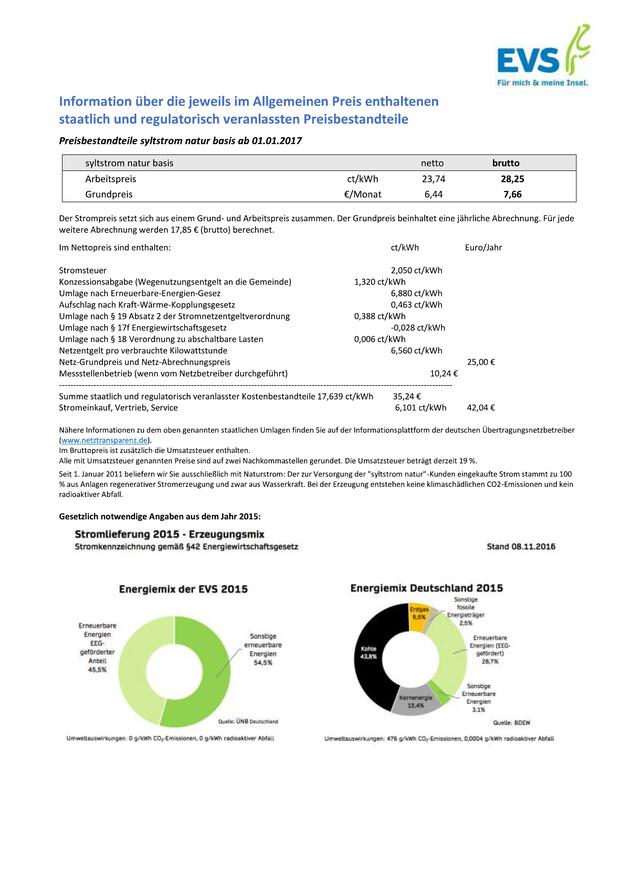 EVS
Für mich & meine Insel.
Information über die jeweils im Allgemeinen Preis enthaltenen
staatlich und regulatorisch veranlassten Preisbestandteile
Preisbestandteile syltstrom natur basis ab 01.01.2017
syltstrom natur basis netto brutto
Arbeitspreis ct/kWh 23,74 28,25
Grundpreis €/Monat 6,44 7,66
Der Strompreis setzt sich aus einem Grund- und Arbeitspreis zusammen. Der Grundpreis beinhaltet eine jährliche Abrechnung. Für jede
weitere Abrechnung werden 17,85 € (brutto) berechnet.
Im Nettopreis sind enthalten: ct/kWh Euro/Jahr
Stromsteuer 2,050 ct/kWh
Konzessionsabgabe (Wegenutzungsentgelt an die Gemeinde) 1,320 ct/kWh
Umlage nach Erneuerbare-Energien-Gesez 6,880 ct/kWh
Aufschlag nach Kraft-Wärme-Kopplungsgesetz 0,463 ct/kWh
Umlage nach § 19 Absatz 2 der Stromnetzentgeltverordnung 0,388 ct/kWh
Umlage nach § 17f Energiewirtschaftsgesetz -0,028 ct/kWh
Umlage nach § 18 Verordnung zu abschaltbare Lasten 0,006 ct/kWh
Netzentgelt pro verbrauchte Kilowattstunde 6,560 ct/kWh
Netz-Grundpreis und Netz-Abrechnungspreis 25,00 €
Messstellenbetrieb (wenn vom Netzbetreiber durchgeführt) 10,24 €
Summe staatlich und regulatorisch veranlasster Kostenbestandteile 17,639 ct/kWh 35,24 €
Stromeinkauf, Vertrieb, Service 6,101 ct/kWh 42,04 €
Nähere Informationen zu dem oben genannten staatlichen Umlagen finden Sie auf der Informationsplattform der deutschen Übertragungsnetzbetreiber
(www.netztransparenz.de).
Im Bruttopreis ist zusätzlich die Umsatzsteuer enthalten.
Alle mit Umsatzsteuer genannten Preise sind auf zwei Nachkommastellen gerundet. Die Umsatzsteuer beträgt derzeit 19 %.
Seit 1. Januar 2011 beliefern wir Sie ausschließlich mit Naturstrom: Der zur Versorgung der "syltstrom natur"-Kunden eingekaufte Strom stammt zu 100
% aus Anlagen regenerativer Stromerzeugung und zwar aus Wasserkraft. Bei der Erzeugung entstehen keine klimaschädlichen CO2-Emissionen und kein
radioaktiver Abfall.
Gesetzlich notwendige Angaben aus dem Jahr 2015:
Stromlieferung 2015 - Erzeugungsmix
Stromkennzeichnung gemäß §42 Energiewirtschaftsgesetz Stand 08.11.2016
Energiemix der EVS 2015
Erneuerbare
Energien
EEG-
geförderter
Anteil
45,5%
Sonstige
erneuerbare
Energien
54,5%
Quelle: ÜNB Deutschland
Umweltauswirkungen: 0 g/kWh CO₂-Emissionen, 0 g/kWh radioaktiver Abfall
Energiemix Deutschland 2015
Erdgas
6,5%
Sonstige
fossile
Energieträger
2,5%
Kohle
43,8%
Erneuerbare
Energien (EEG-
gefördert)
28,7%
Kernenergie
15,4%
Sonstige
Erneuerbare
Energien
3,1%
Quelle: BDEW
Umweltauswirkungen: 476 g/kWh CO₂-Emissionen, 0,0004 g/kWh radioaktiver Abfall